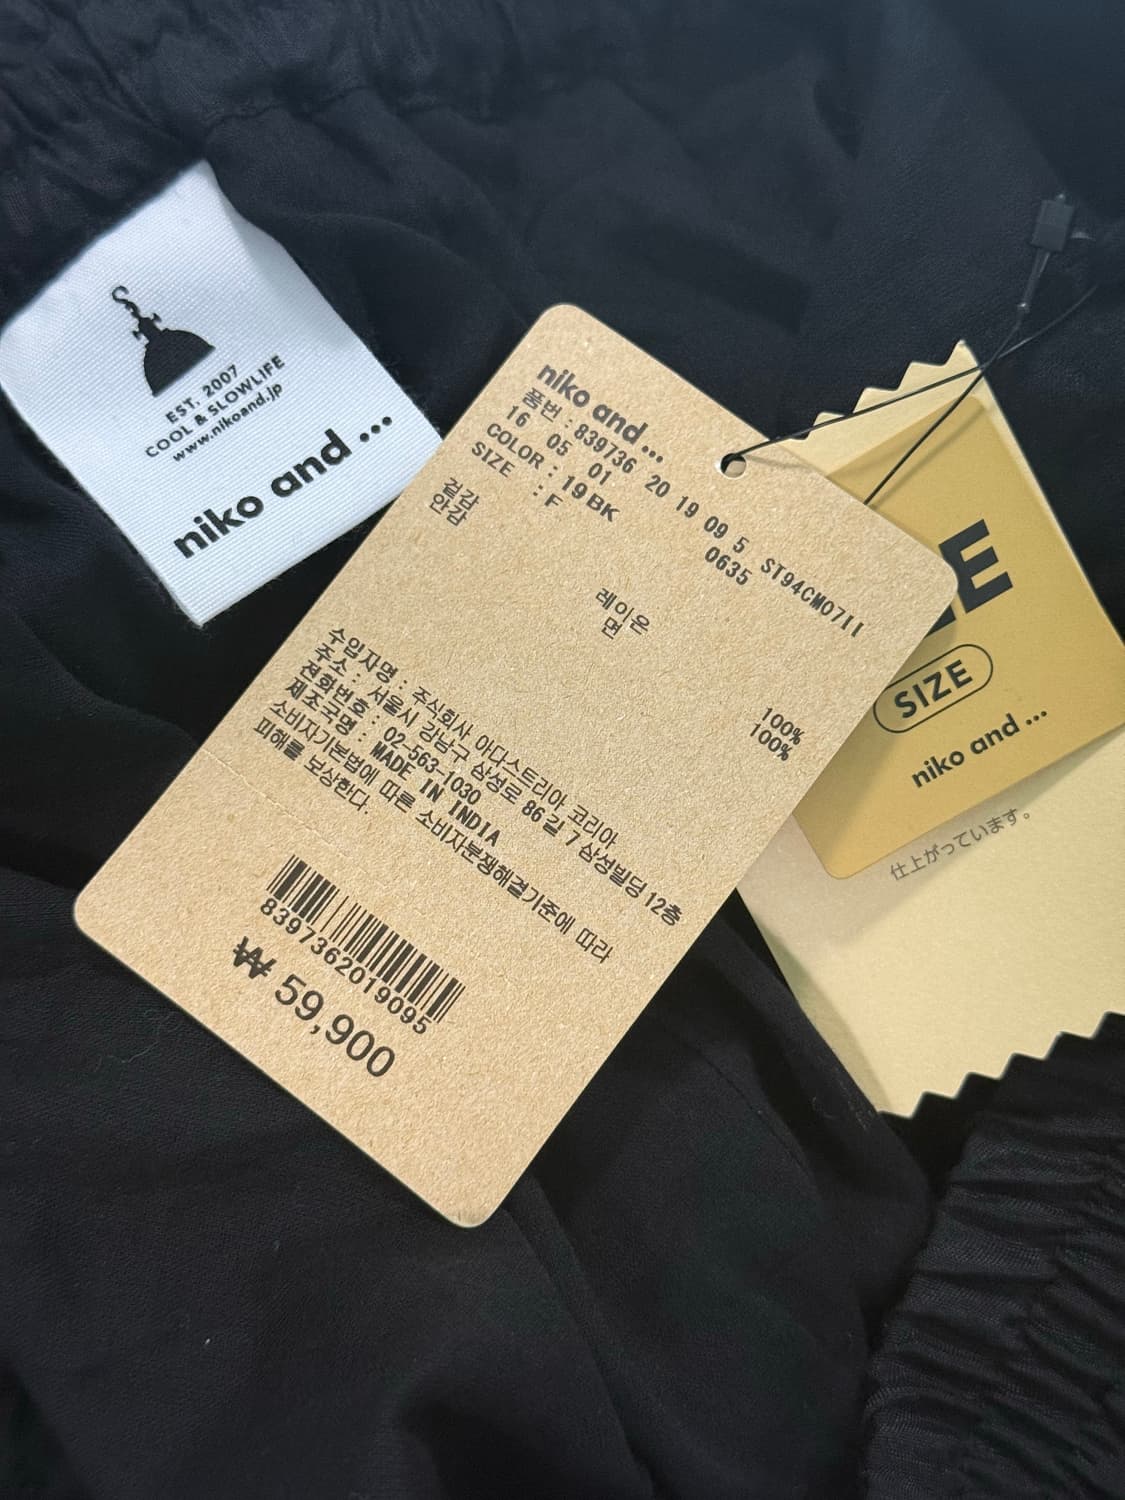 EST. 2007
COOL & SLOWLIFE
www.nikoand.jp
niko and ...
niko and ...
품번 : 839736 20 19 09 5 ST94CM0711
16 05 01 0635
COLOR : 19 BK
SIZE : F
겉감 레이온 100%
안감 면 100%
수입자명 : 주식회사 아다스트리아 코리아
주소 : 서울시 강남구 삼성로 86길 7 삼성빌딩 12층
전화번호 : 02-563-1030
제조국명 : MADE IN INDIA
소비자기본법에 따른 소비자분쟁해결기준에 따라
피해를 보상한다.
8397362019095
₩ 59,900
E
SIZE
niko and ...
仕上がっています。